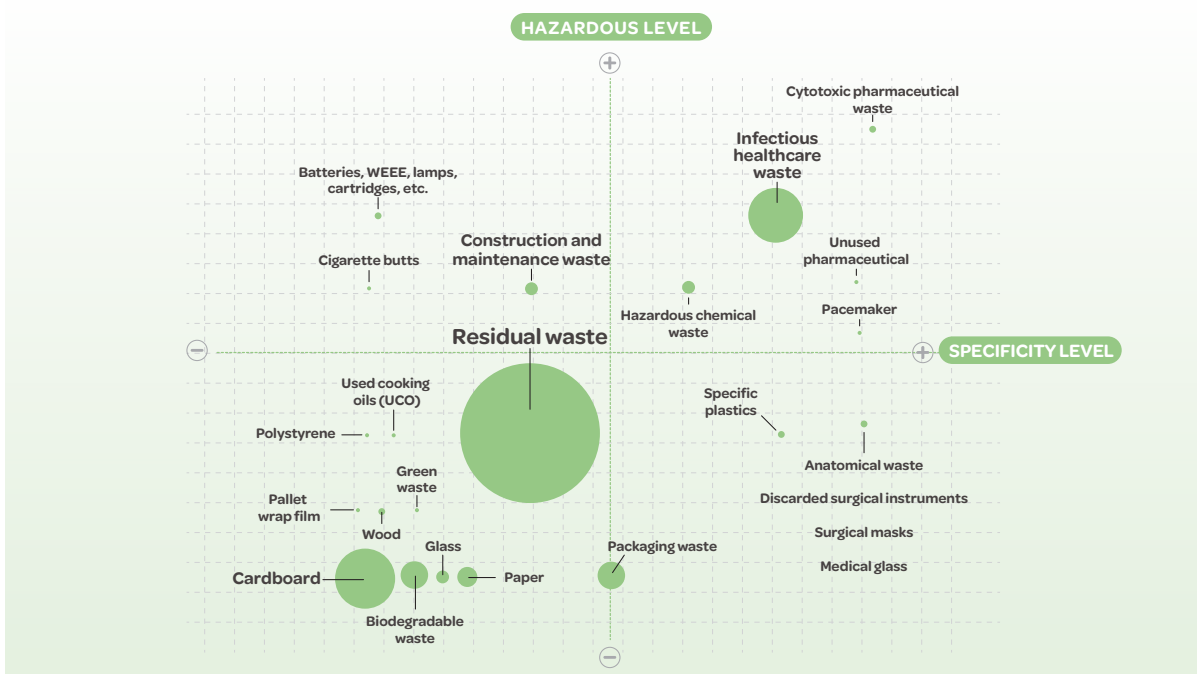 HAZARDOUS LEVEL
Cytotoxic pharmaceutical
waste
Infectious
healthcare
waste
Batteries, WEEE, lamps,
cartridges, etc.
Construction and
maintenance waste
Unused
pharmaceutical
Cigarette butts
Hazardous chemical
waste
Pacemaker
Residual waste
SPECIFICITY LEVEL
Used cooking
oils (UCO)
Specific
plastics
Polystyrene
Anatomical waste
Green
waste
Pallet
wrap film
Discarded surgical instruments
Wood
Surgical masks
Glass
Packaging waste
Medical glass
Cardboard
Paper
Biodegradable
waste